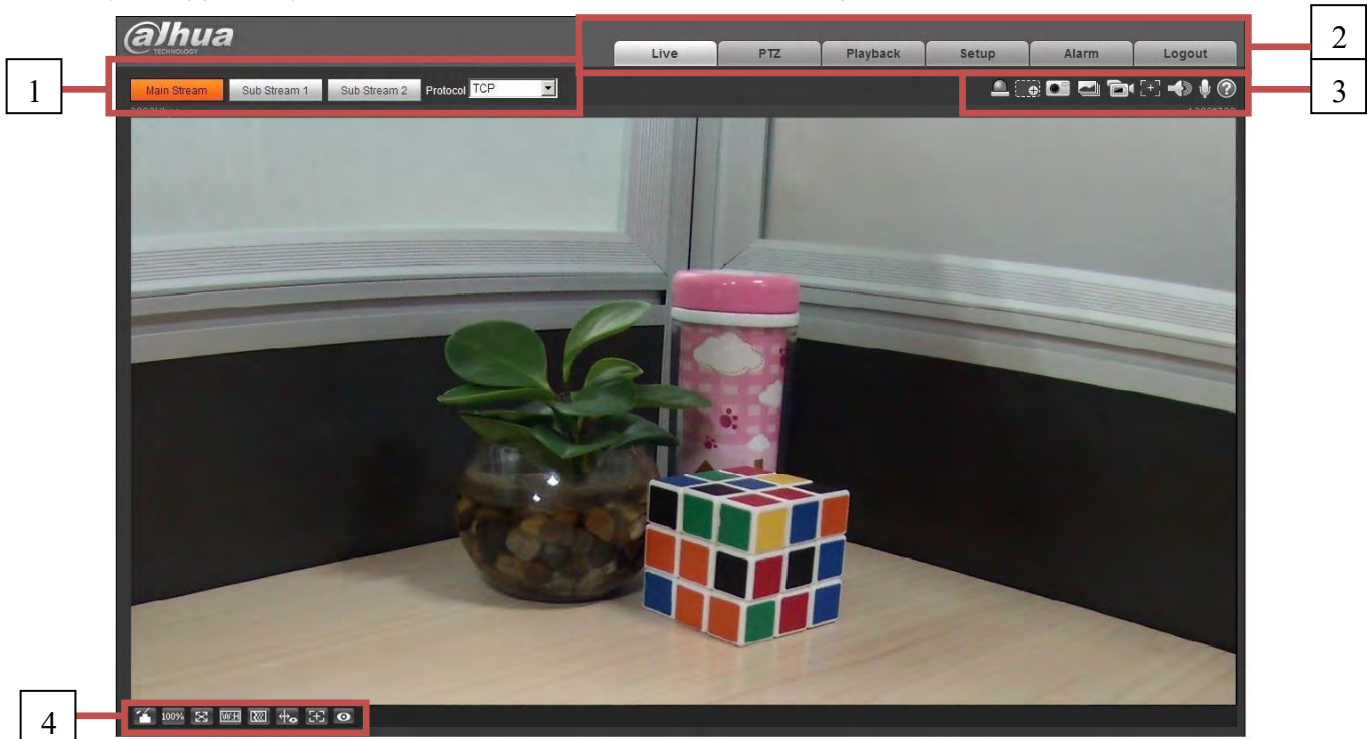 alhua
TECHNOLOGY
2
Live PTZ Playback Setup Alarm Logout
1
Main Stream Sub Stream 1 Sub Stream 2 Protocol TCP
3
100% W:H
4